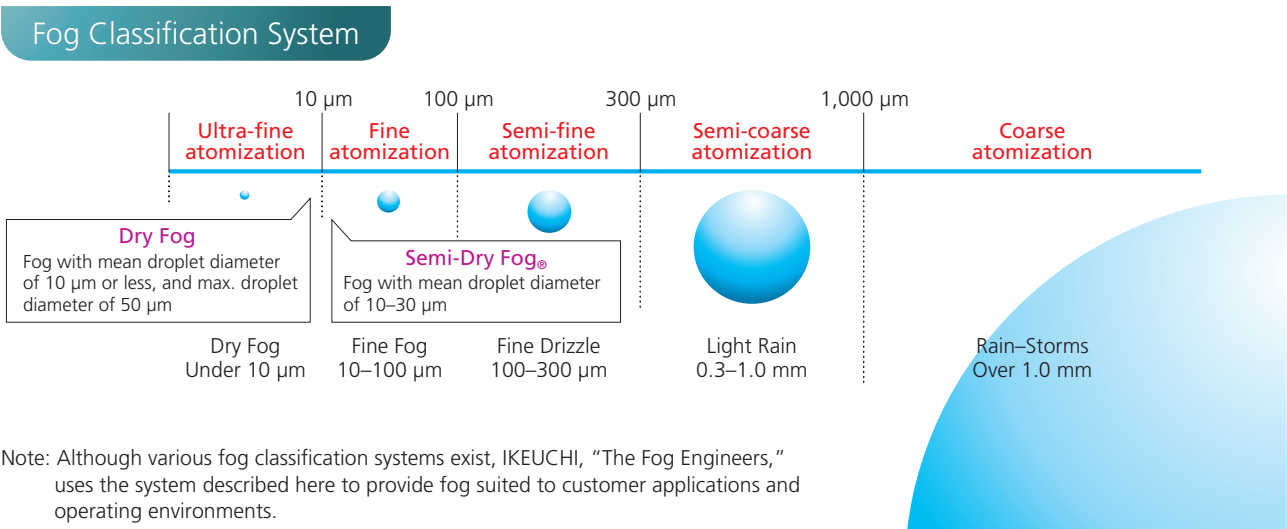 Fog Classification System
10 µm
100 µm
300 µm
1,000 µm
Ultra-fine
atomization
Fine
atomization
Semi-fine
atomization
Semi-coarse
atomization
Coarse
atomization
Dry Fog
Fog with mean droplet diameter
of 10 µm or less, and max. droplet
diameter of 50 µm
Semi-Dry Fog®
Fog with mean droplet diameter
of 10–30 µm
Dry Fog
Under 10 µm
Fine Fog
10–100 µm
Fine Drizzle
100–300 µm
Light Rain
0.3–1.0 mm
Rain–Storms
Over 1.0 mm
Note: Although various fog classification systems exist, IKEUCHI, “The Fog Engineers,”
uses the system described here to provide fog suited to customer applications and
operating environments.